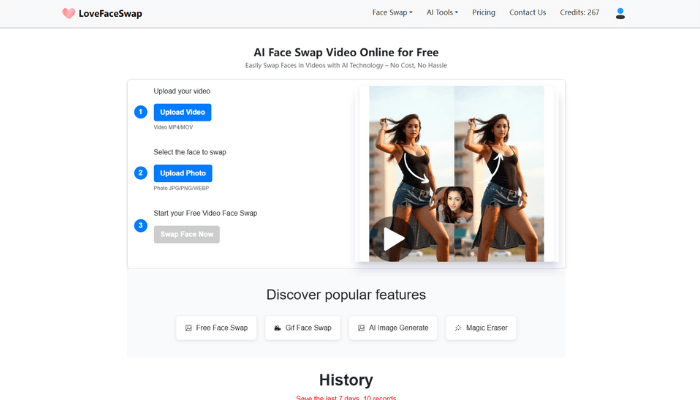 LoveFaceSwap
Face Swap
AI Tools
Pricing
Contact Us
Credits: 267
AI Face Swap Video Online for Free
Easily Swap Faces in Videos with AI Technology – No Cost, No Hassle
Upload your video
1
Upload Video
Video MP4/MOV
Select the face to swap
2
Upload Photo
Photo JPG/PNG/WEBP
Start your Free Video Face Swap
3
Swap Face Now
Discover popular features
Free Face Swap
Gif Face Swap
AI Image Generate
Magic Eraser
History
Save the last 7 days, 10 records